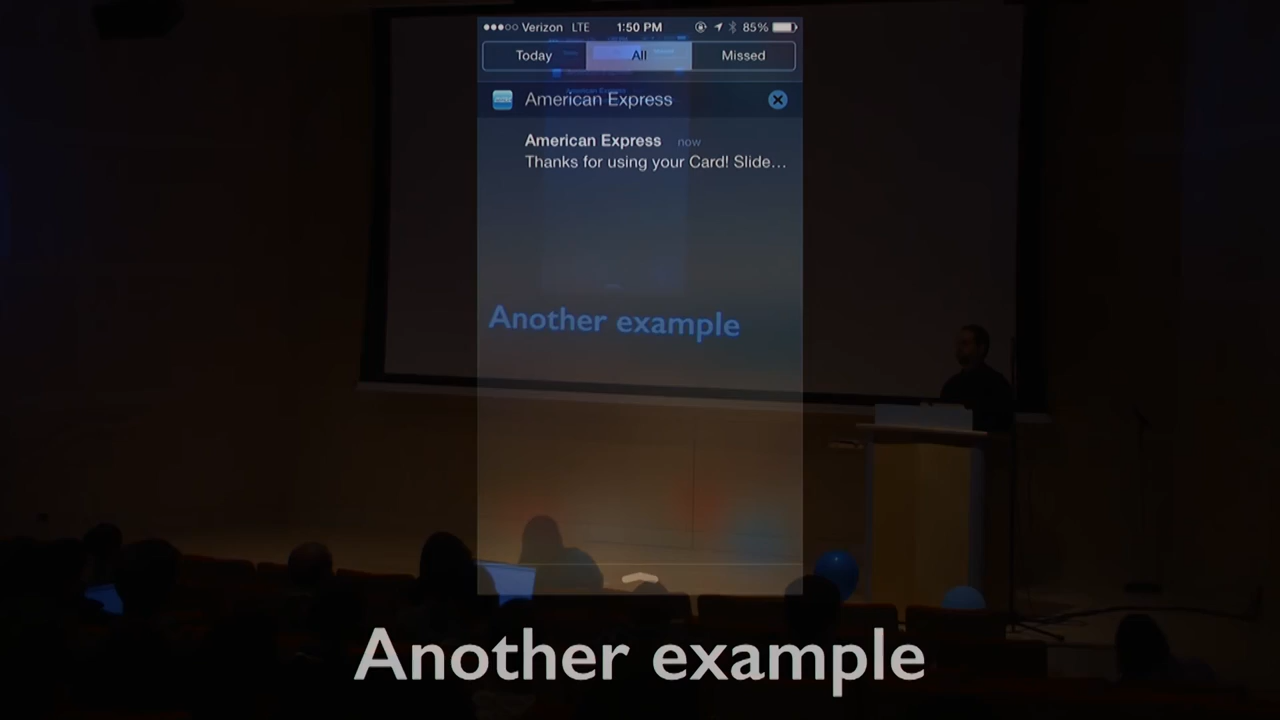 ●●●○○ Verizon LTE 1:50 PM 85%
Today All Missed
American Express
American Express now
Thanks for using your Card! Slide…
Another example
Another example